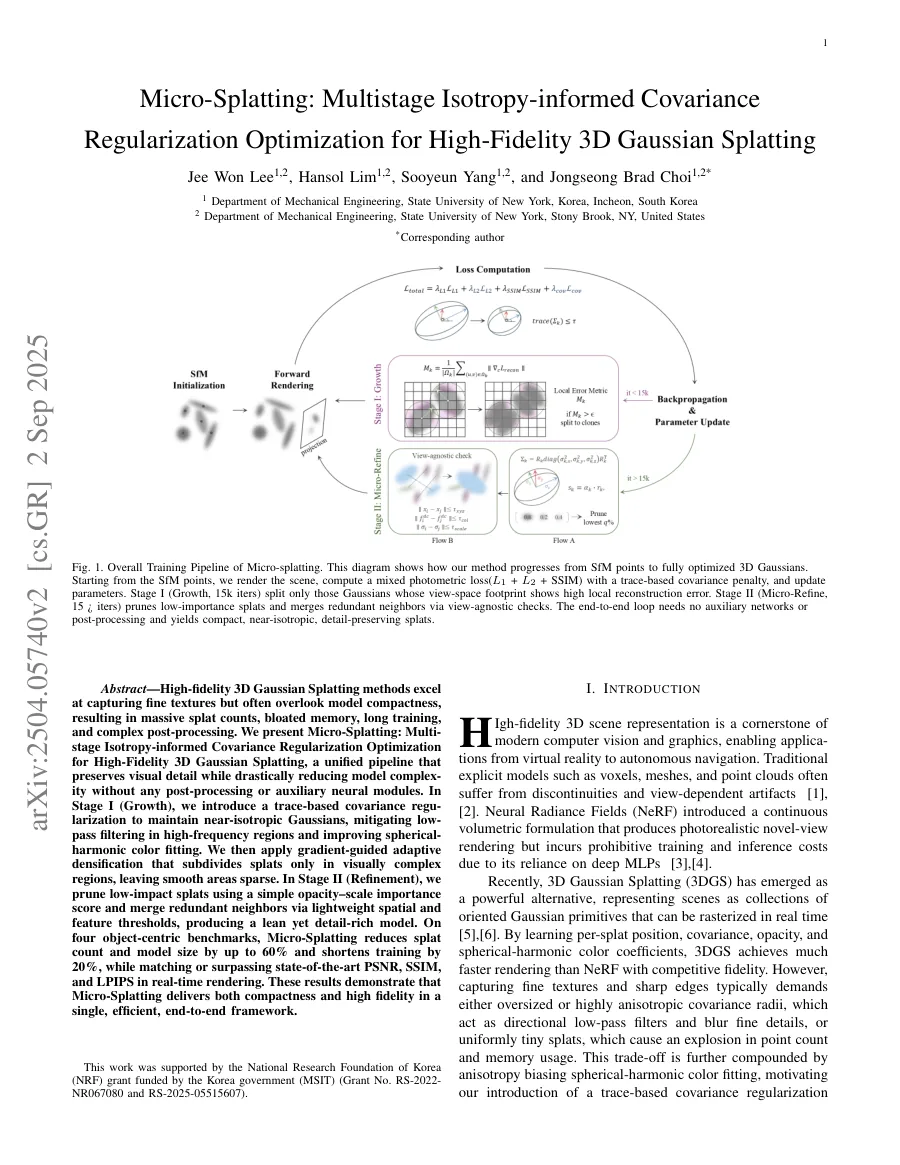 1
Micro-Splatting: Multistage Isotropy-informed Covariance
Regularization Optimization for High-Fidelity 3D Gaussian Splatting
Jee Won Lee1,2, Hansol Lim1,2, Sooyeun Yang1,2, and Jongseong Brad Choi1,2*
1 Department of Mechanical Engineering, State University of New York, Korea, Incheon, South Korea
2 Department of Mechanical Engineering, State University of New York, Stony Brook, NY, United States
*Corresponding author
arXiv:2504.05740v2 [cs.GR] 2 Sep 2025
Loss Computation
ℒtotal = λL1ℒL1 + λL2ℒL2 + λSSIMℒSSIM + λcovℒcov
trace(Σk) ≤ τ
SfM
Initialization
Forward
Rendering
projection
Stage I: Growth
Local Error Metric
Mk
if Mk > ϵ
split to clones
it < 15k
Backpropagation
&
Parameter Update
it > 15k
Stage II: Micro-Refine
View-agnostic check
Flow B
sk = αk · rk,
Prune
lowest q%
Flow A
Fig. 1. Overall Training Pipeline of Micro-splatting. This diagram shows how our method progresses from SfM points to fully optimized 3D Gaussians.
Starting from the SfM points, we render the scene, compute a mixed photometric loss(L1 + L2 + SSIM) with a trace-based covariance penalty, and update
parameters. Stage I (Growth, 15k iters) split only those Gaussians whose view-space footprint shows high local reconstruction error. Stage II (Micro-Refine,
15 ¿ iters) prunes low-importance splats and merges redundant neighbors via view-agnostic checks. The end-to-end loop needs no auxiliary networks or
post-processing and yields compact, near-isotropic, detail-preserving splats.
Abstract—High-fidelity 3D Gaussian Splatting methods excel
at capturing fine textures but often overlook model compactness,
resulting in massive splat counts, bloated memory, long training,
and complex post-processing. We present Micro-Splatting: Multi-
stage Isotropy-informed Covariance Regularization Optimization
for High-Fidelity 3D Gaussian Splatting, a unified pipeline that
preserves visual detail while drastically reducing model complex-
ity without any post-processing or auxiliary neural modules. In
Stage I (Growth), we introduce a trace-based covariance regu-
larization to maintain near-isotropic Gaussians, mitigating low-
pass filtering in high-frequency regions and improving spherical-
harmonic color fitting. We then apply gradient-guided adaptive
densification that subdivides splats only in visually complex
regions, leaving smooth areas sparse. In Stage II (Refinement), we
prune low-impact splats using a simple opacity–scale importance
score and merge redundant neighbors via lightweight spatial and
feature thresholds, producing a lean yet detail-rich model. On
four object-centric benchmarks, Micro-Splatting reduces splat
count and model size by up to 60% and shortens training by
20%, while matching or surpassing state-of-the-art PSNR, SSIM,
and LPIPS in real-time rendering. These results demonstrate that
Micro-Splatting delivers both compactness and high fidelity in a
single, efficient, end-to-end framework.
This work was supported by the National Research Foundation of Korea
(NRF) grant funded by the Korea government (MSIT) (Grant No. RS-2022-
NR067080 and RS-2025-05515607).
I. INTRODUCTION
HIgh-fidelity 3D scene representation is a cornerstone of
modern computer vision and graphics, enabling applica-
tions from virtual reality to autonomous navigation. Traditional
explicit models such as voxels, meshes, and point clouds often
suffer from discontinuities and view-dependent artifacts [1],
[2]. Neural Radiance Fields (NeRF) introduced a continuous
volumetric formulation that produces photorealistic novel-view
rendering but incurs prohibitive training and inference costs
due to its reliance on deep MLPs [3],[4].
Recently, 3D Gaussian Splatting (3DGS) has emerged as
a powerful alternative, representing scenes as collections of
oriented Gaussian primitives that can be rasterized in real time
[5],[6]. By learning per-splat position, covariance, opacity, and
spherical-harmonic color coefficients, 3DGS achieves much
faster rendering than NeRF with competitive fidelity. However,
capturing fine textures and sharp edges typically demands
either oversized or highly anisotropic covariance radii, which
act as directional low-pass filters and blur fine details, or
uniformly tiny splats, which cause an explosion in point count
and memory usage. This trade-off is further compounded by
anisotropy biasing spherical-harmonic color fitting, motivating
our introduction of a trace-based covariance regularization